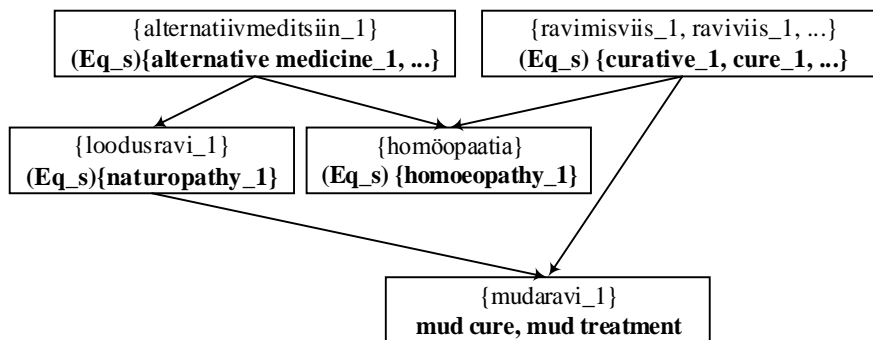 {alternatiivmeditsiin_1}
(Eq_s){alternative medicine_1, ...}
{ravimisviis_1, raviviis_1, ...}
(Eq_s) {curative_1, cure_1, ...}
{loodusravi_1}
(Eq_s){naturopathy_1}
{homöopaatia}
(Eq_s) {homoeopathy_1}
{mudaravi_1}
mud cure, mud treatment